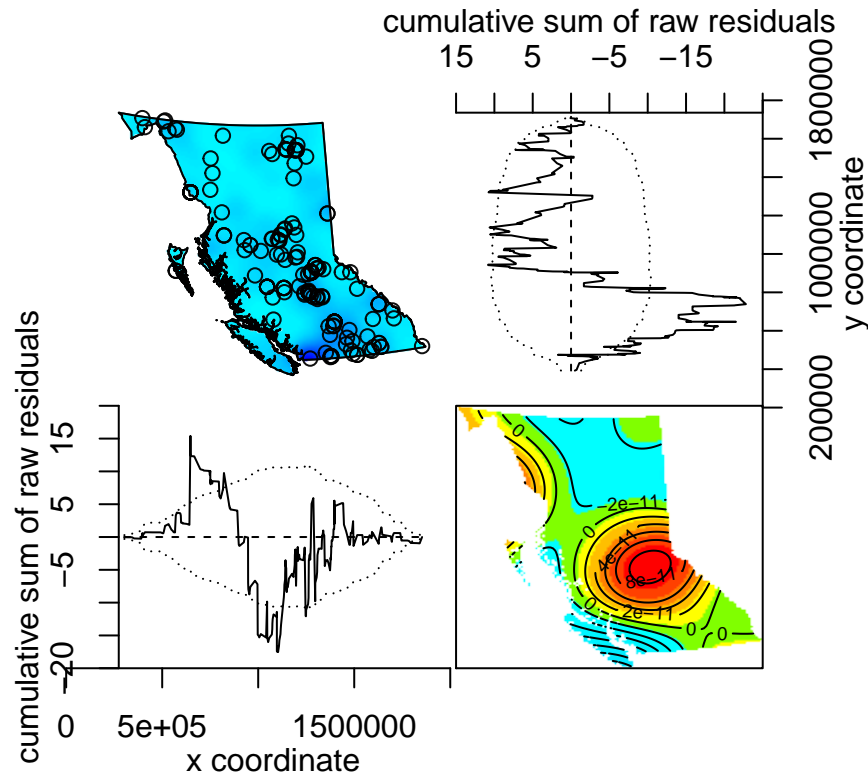 cumulative sum of raw residuals
15 5 −5 −15
200000 1000000 1800000
y coordinate
cumulative sum of raw residuals
−20 −5 5 15
0 5e+05 1500000
x coordinate
0
−2e−11
0
4e−11
8e−11
0
2e−11
0
0